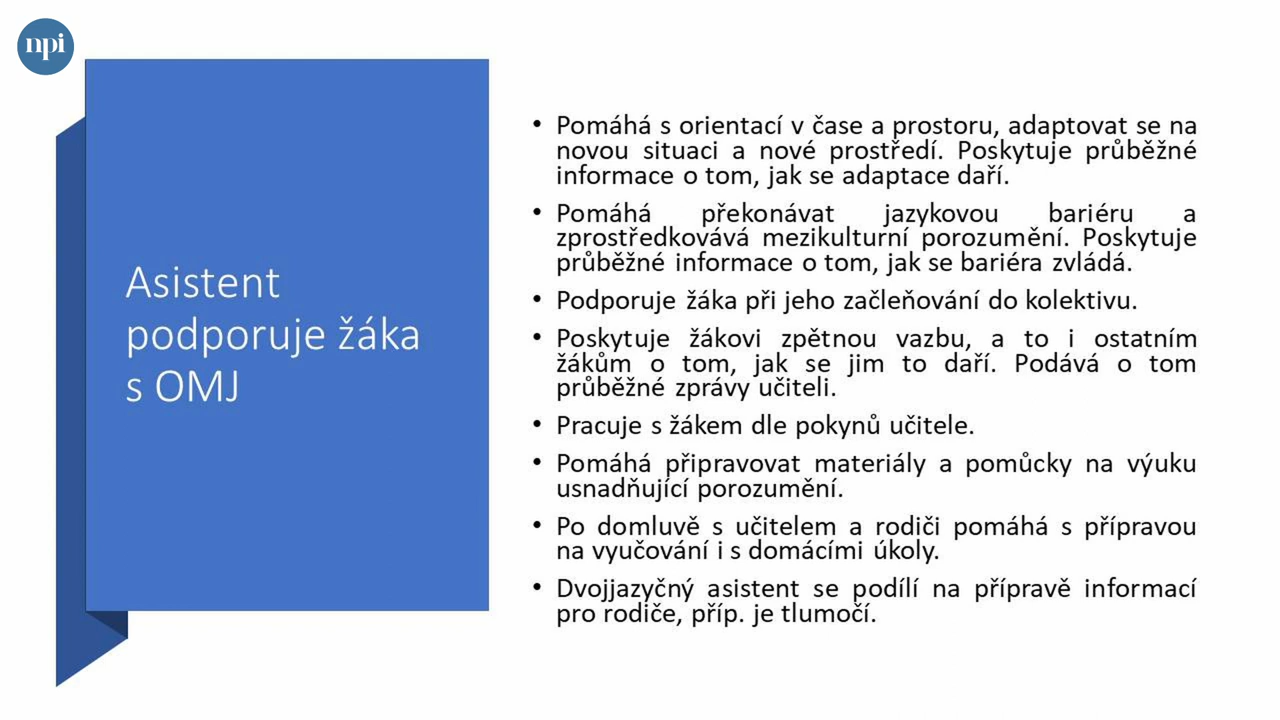 npi
Asistent
podporuje žáka
s OMJ
• Pomáhá s orientací v čase a prostoru, adaptovat se na
novou situaci a nové prostředí. Poskytuje průběžné
informace o tom, jak se adaptace daří.
• Pomáhá překonávat jazykovou bariéru a
zprostředkovává mezikulturní porozumění. Poskytuje
průběžné informace o tom, jak se bariéra zvládá.
• Podporuje žáka při jeho začleňování do kolektivu.
• Poskytuje žákovi zpětnou vazbu, a to i ostatním
žákům o tom, jak se jim to daří. Podává o tom
průběžné zprávy učiteli.
• Pracuje s žákem dle pokynů učitele.
• Pomáhá připravovat materiály a pomůcky na výuku
usnadňující porozumění.
• Po domluvě s učitelem a rodiči pomáhá s přípravou
na vyučování i s domácími úkoly.
• Dvojjazyčný asistent se podílí na přípravě informací
pro rodiče, příp. je tlumočí.